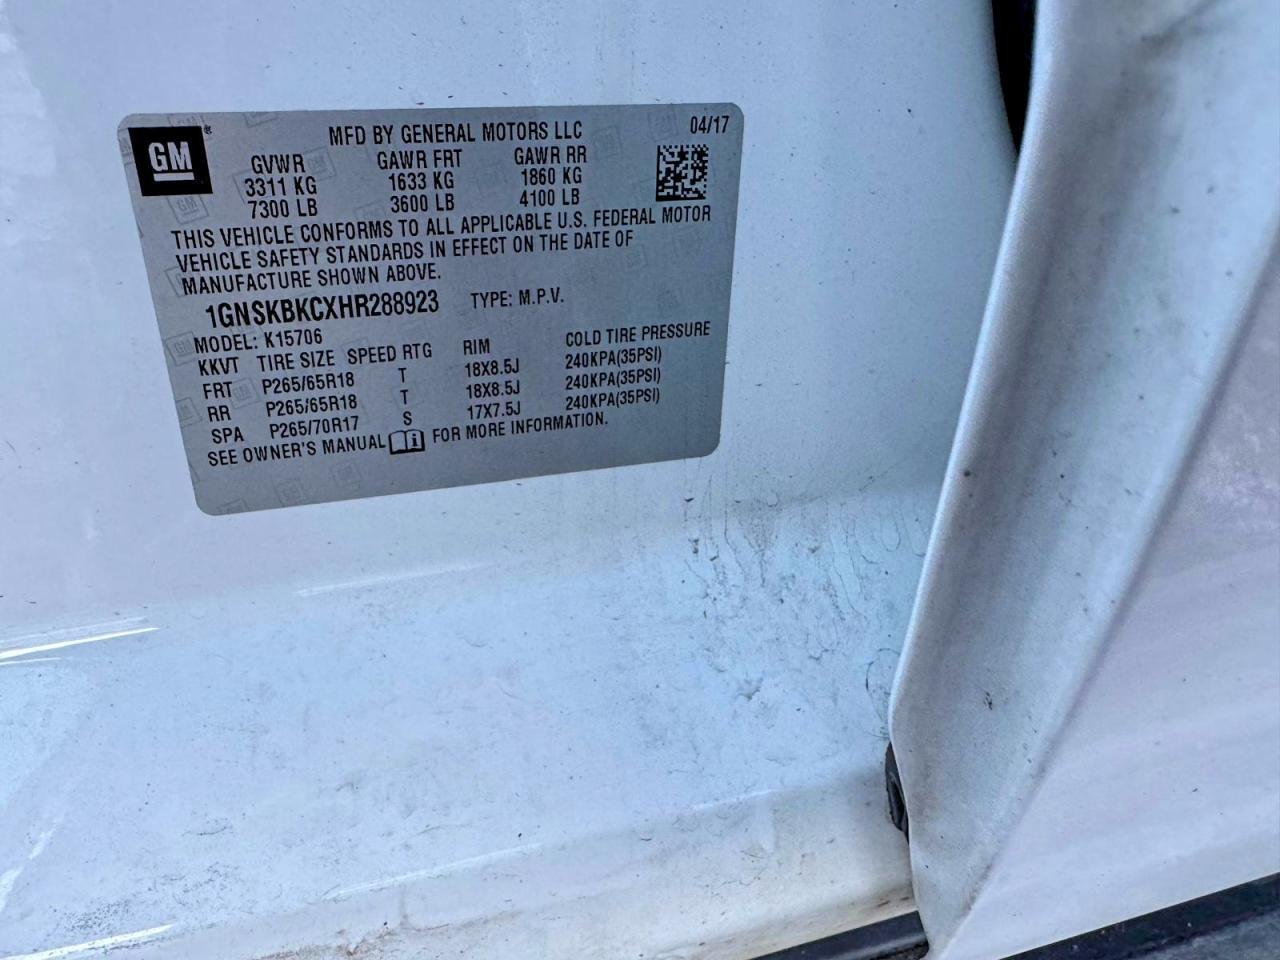 GM ® MFD BY GENERAL MOTORS LLC 04/17
GVWR GAWR FRT GAWR RR
3311 KG 1633 KG 1860 KG
7300 LB 3600 LB 4100 LB
THIS VEHICLE CONFORMS TO ALL APPLICABLE U.S. FEDERAL MOTOR
VEHICLE SAFETY STANDARDS IN EFFECT ON THE DATE OF
MANUFACTURE SHOWN ABOVE.
1GNSKBKCXHR288923 TYPE: M.P.V.
MODEL: K15706
KKVT TIRE SIZE SPEED RTG RIM COLD TIRE PRESSURE
FRT P265/65R18 T 18X8.5J 240KPA(35PSI)
RR P265/65R18 T 18X8.5J 240KPA(35PSI)
SPA P265/70R17 S 17X7.5J 240KPA(35PSI)
SEE OWNER'S MANUAL FOR MORE INFORMATION.